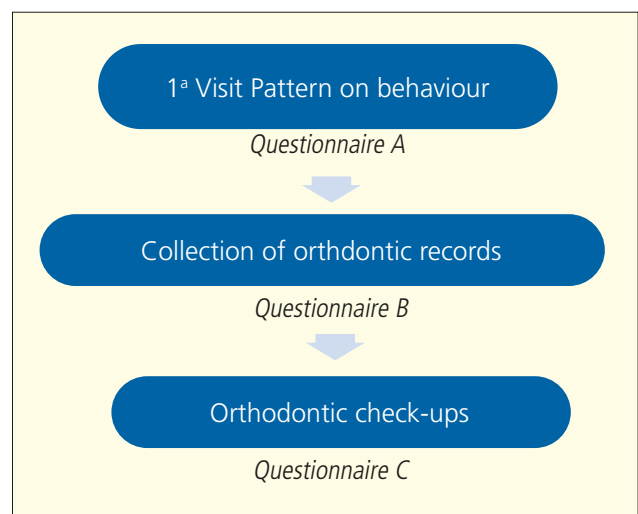 1ª Visit Pattern on behaviour
Questionnaire A
Collection of orthdontic records
Questionnaire B
Orthodontic check-ups
Questionnaire C